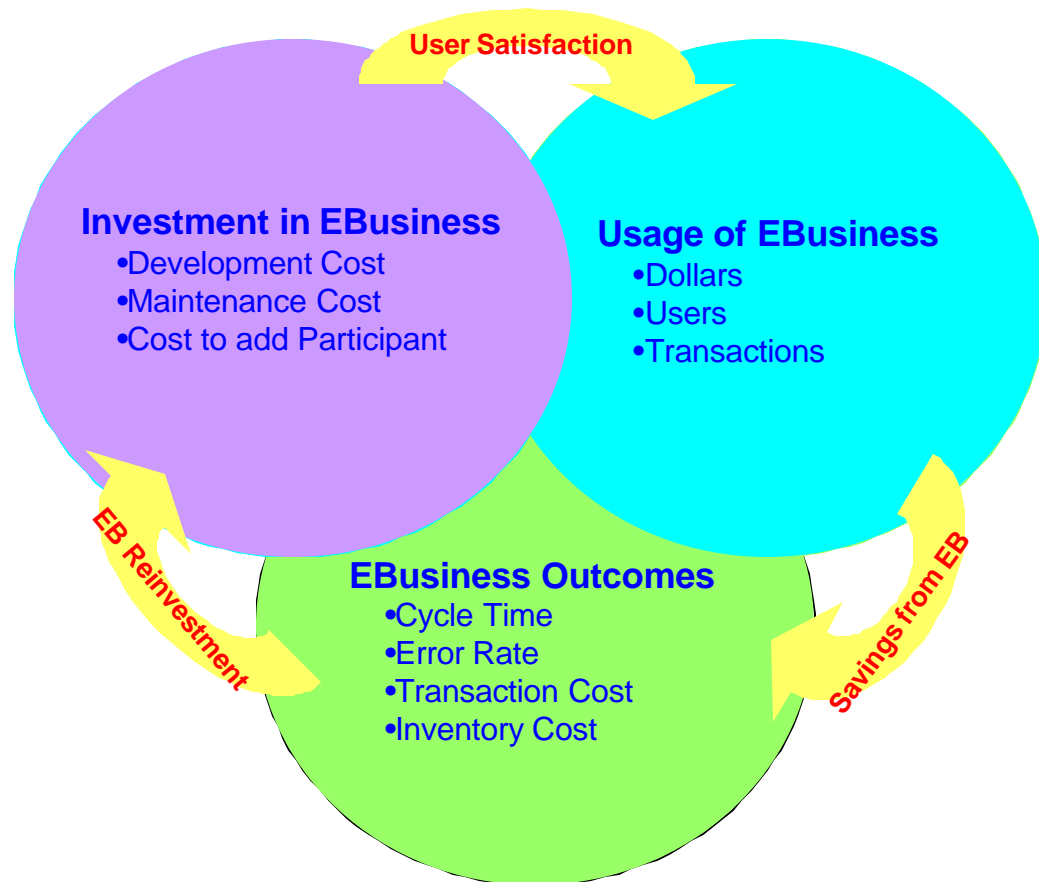 User Satisfaction
Investment in EBusiness
•Development Cost
•Maintenance Cost
•Cost to add Participant
Usage of EBusiness
•Dollars
•Users
•Transactions
EB Reinvestment
Savings from EB
EBusiness Outcomes
•Cycle Time
•Error Rate
•Transaction Cost
•Inventory Cost